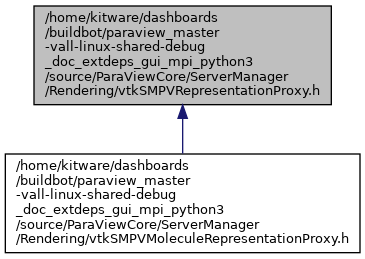 /home/kitware/dashboards
/buildbot/paraview_master
-vall-linux-shared-debug
_doc_extdeps_gui_mpi_python3
/source/ParaViewCore/ServerManager
/Rendering/vtkSMPVRepresentationProxy.h
/home/kitware/dashboards
/buildbot/paraview_master
-vall-linux-shared-debug
_doc_extdeps_gui_mpi_python3
/source/ParaViewCore/ServerManager
/Rendering/vtkSMPVMoleculeRepresentationProxy.h